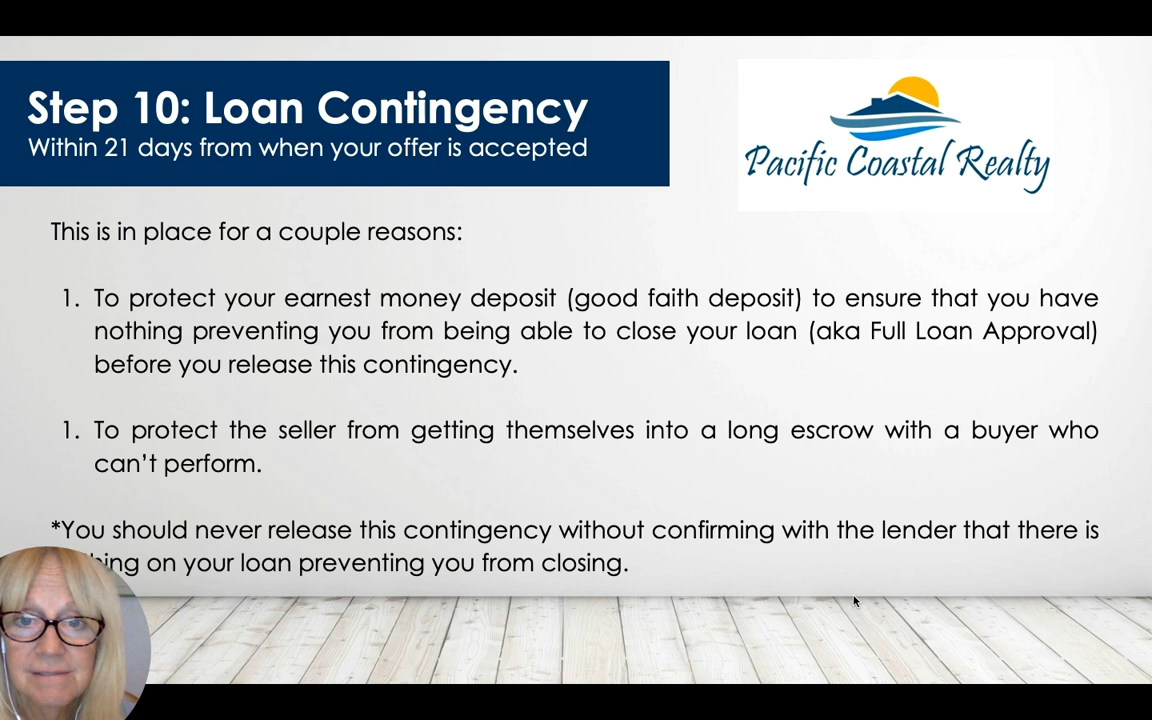 Step 10: Loan Contingency
Within 21 days from when your offer is accepted
Pacific Coastal Realty
This is in place for a couple reasons:
1. To protect your earnest money deposit (good faith deposit) to ensure that you have
nothing preventing you from being able to close your loan (aka Full Loan Approval)
before you release this contingency.
1. To protect the seller from getting themselves into a long escrow with a buyer who
can’t perform.
*You should never release this contingency without confirming with the lender that there is
on your loan preventing you from closing.